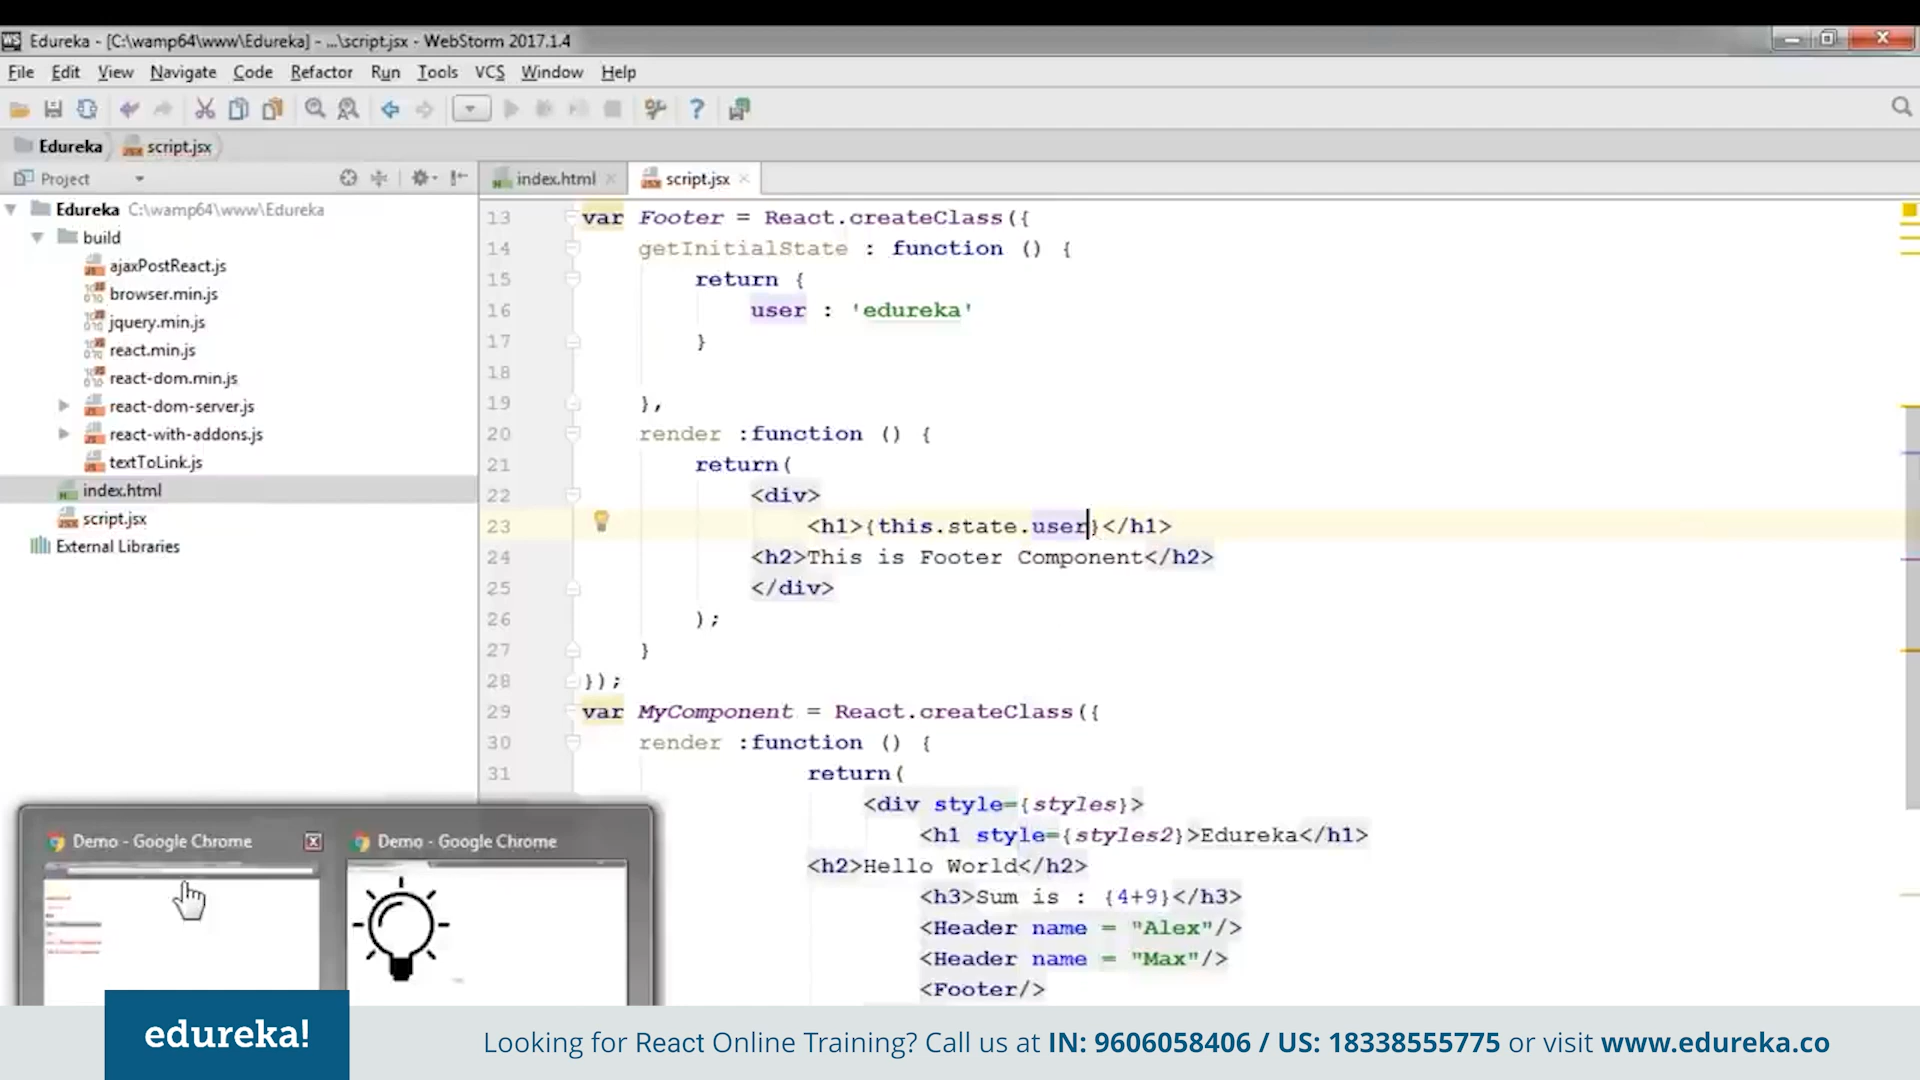 Edureka - [C:\wamp64\www\Edureka] - ...\script.jsx - WebStorm 2017.1.4
File Edit View Navigate Code Refactor Run Tools VCS Window Help
Edureka script.jsx
Project
index.html script.jsx
Edureka C:\wamp64\www\Edureka
build
ajaxPostReact.js
browser.min.js
jquery.min.js
react.min.js
react-dom.min.js
react-dom-server.js
react-with-addons.js
textToLink.js
index.html
script.jsx
External Libraries
13 var Footer = React.createClass({
14 getInitialState : function () {
15 return {
16 user : 'edureka'
17 }
18
19 },
20 render :function () {
21 return(
22 <div>
23 <h1>{this.state.user}</h1>
24 <h2>This is Footer Component</h2>
25 </div>
26 );
27 }
28 });
29 var MyComponent = React.createClass({
30 render :function () {
31 return(
<div style={styles}>
<h1 style={styles2}>Edureka</h1>
<h2>Hello World</h2>
<h3>Sum is : {4+9}</h3>
<Header name = "Alex"/>
<Header name = "Max"/>
<Footer/>
Demo - Google Chrome
Demo - Google Chrome
edureka!
Looking for React Online Training? Call us at IN: 9606058406 / US: 18338555775 or visit www.edureka.co